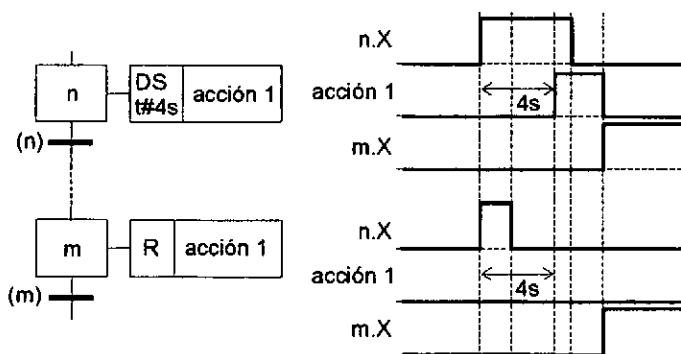 n
DS
t#4s
acción 1
(n)
m
R
acción 1
(m)
n.X
acción 1
4s
m.X
n.X
acción 1
4s
m.X